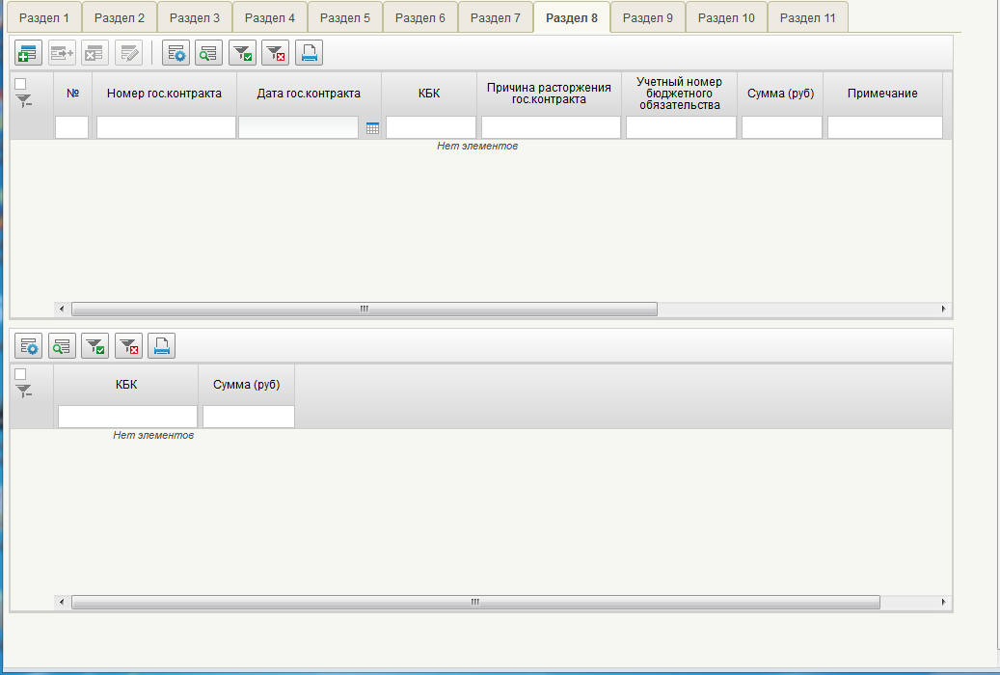 Раздел 1 Раздел 2 Раздел 3 Раздел 4 Раздел 5 Раздел 6 Раздел 7 Раздел 8 Раздел 9 Раздел 10 Раздел 11
№ Номер гос.контракта Дата гос.контракта КБК Причина расторжения гос.контракта Учетный номер бюджетного обязательства Сумма (руб) Примечание
Нет элементов
КБК Сумма (руб)
Нет элементов